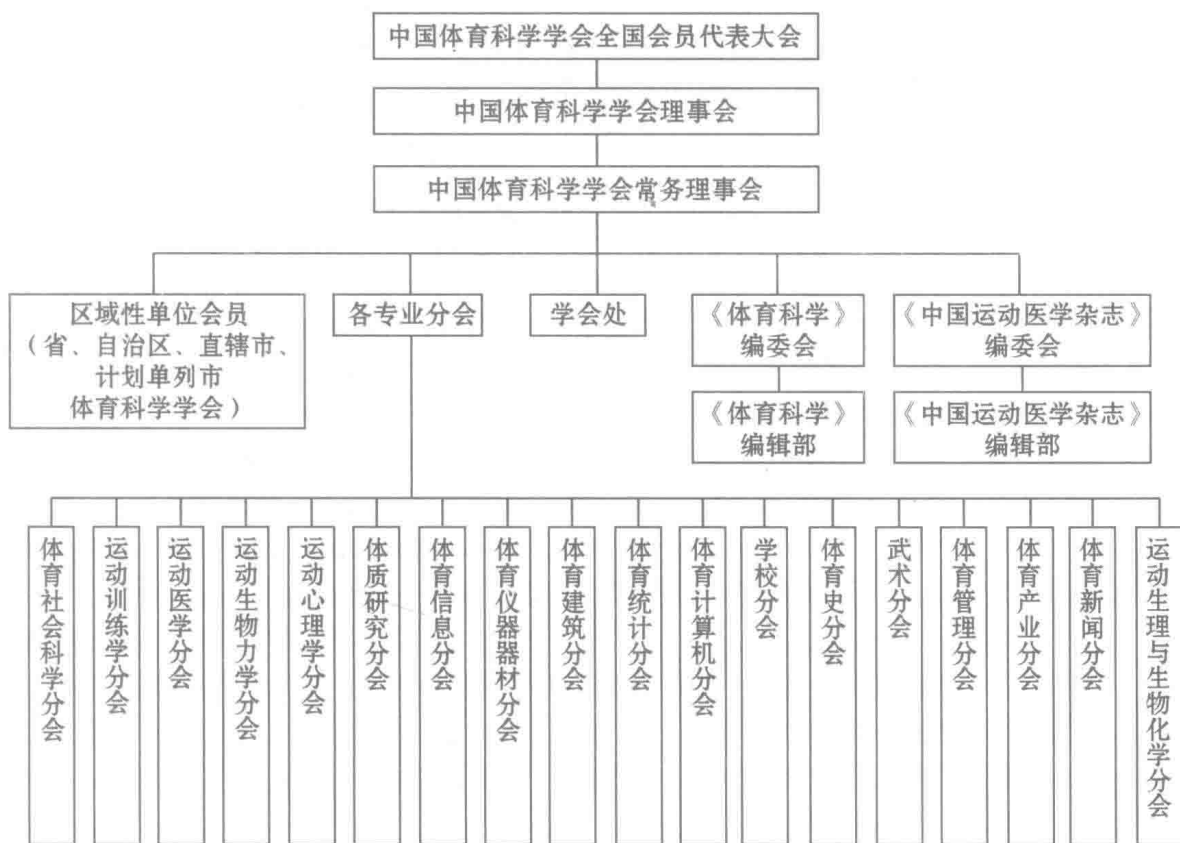 中国体育科学学会全国会员代表大会
中国体育科学学会理事会
中国体育科学学会常务理事会
区域性单位会员
（省、自治区、直辖市、
计划单列市
体育科学学会）
各专业分会
学会处
《体育科学》
编委会
《中国运动医学杂志》
编委会
《体育科学》
编辑部
《中国运动医学杂志》
编辑部
体育社会科学分会
运动训练学分会
运动医学分会
运动生物力学分会
运动心理学分会
体质研究分会
体育信息分会
体育仪器器材分会
体育建筑分会
体育统计分会
体育计算机分会
学校分会
体育史分会
武术分会
体育管理分会
体育产业分会
体育新闻分会
运动生理与生物化学分会